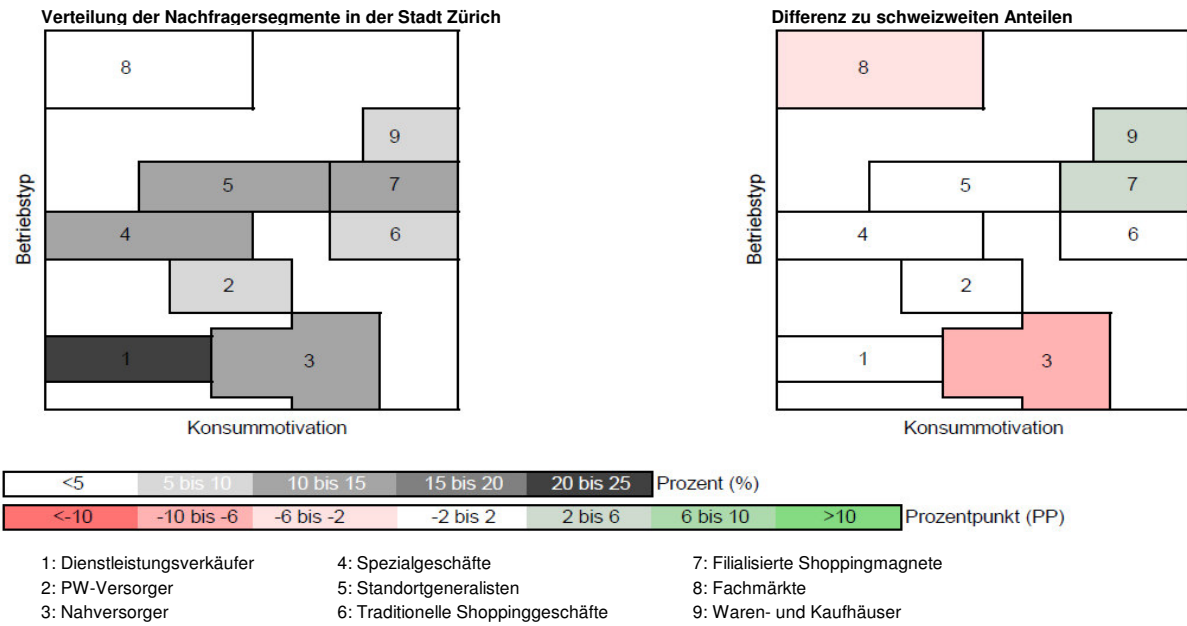 Verteilung der Nachfragersegmente in der Stadt Zürich
8
9
5
7
4
6
2
1
3
Betriebstyp
Konsummotivation
Differenz zu schweizweiten Anteilen
8
9
5
7
4
6
2
1
3
Betriebstyp
Konsummotivation
<5 5 bis 10 10 bis 15 15 bis 20 20 bis 25 Prozent (%)
<-10 -10 bis -6 -6 bis -2 -2 bis 2 2 bis 6 6 bis 10 >10 Prozentpunkt (PP)
1: Dienstleistungsverkäufer
2: PW-Versorger
3: Nahversorger
4: Spezialgeschäfte
5: Standortgeneralisten
6: Traditionelle Shoppinggeschäfte
7: Filialisierte Shoppingmagnete
8: Fachmärkte
9: Waren- und Kaufhäuser